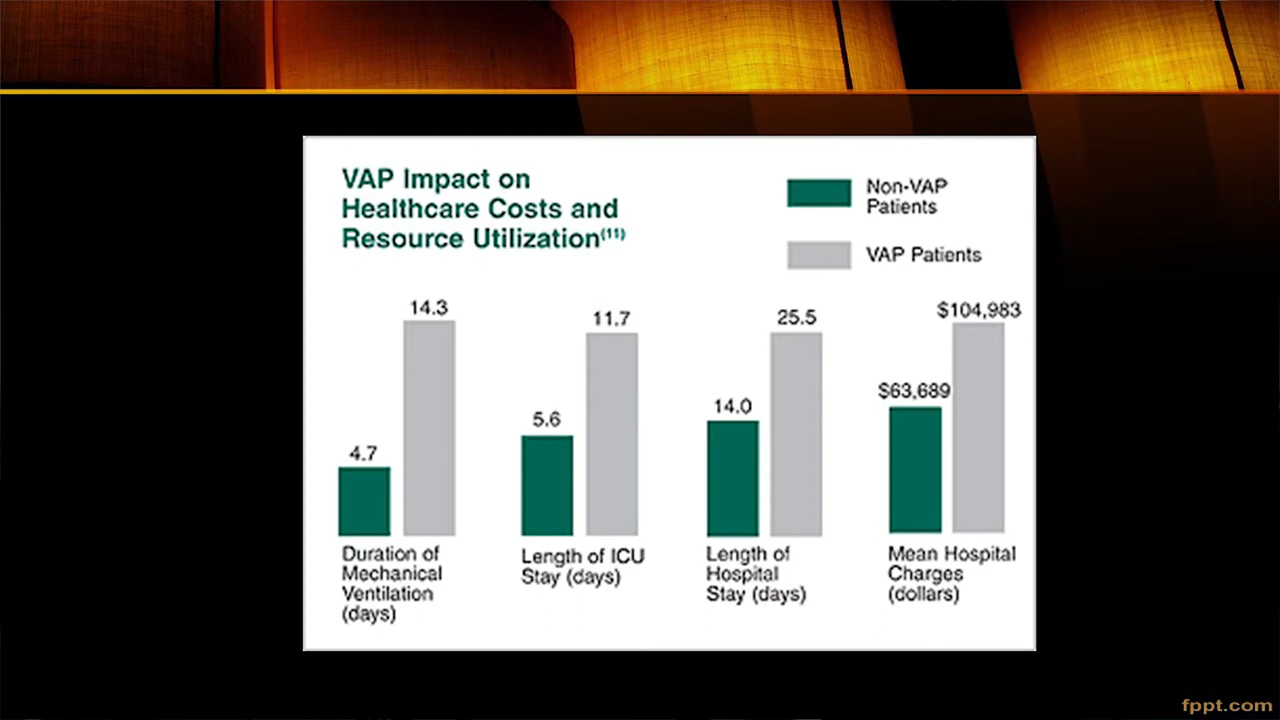 VAP Impact on
Healthcare Costs and
Resource Utilization(11)
Non-VAP
Patients
VAP Patients
4.7
14.3
5.6
11.7
14.0
25.5
$63,689
$104,983
Duration of
Mechanical
Ventilation
(days)
Length of ICU
Stay (days)
Length of
Hospital
Stay (days)
Mean Hospital
Charges
(dollars)
fppt.com